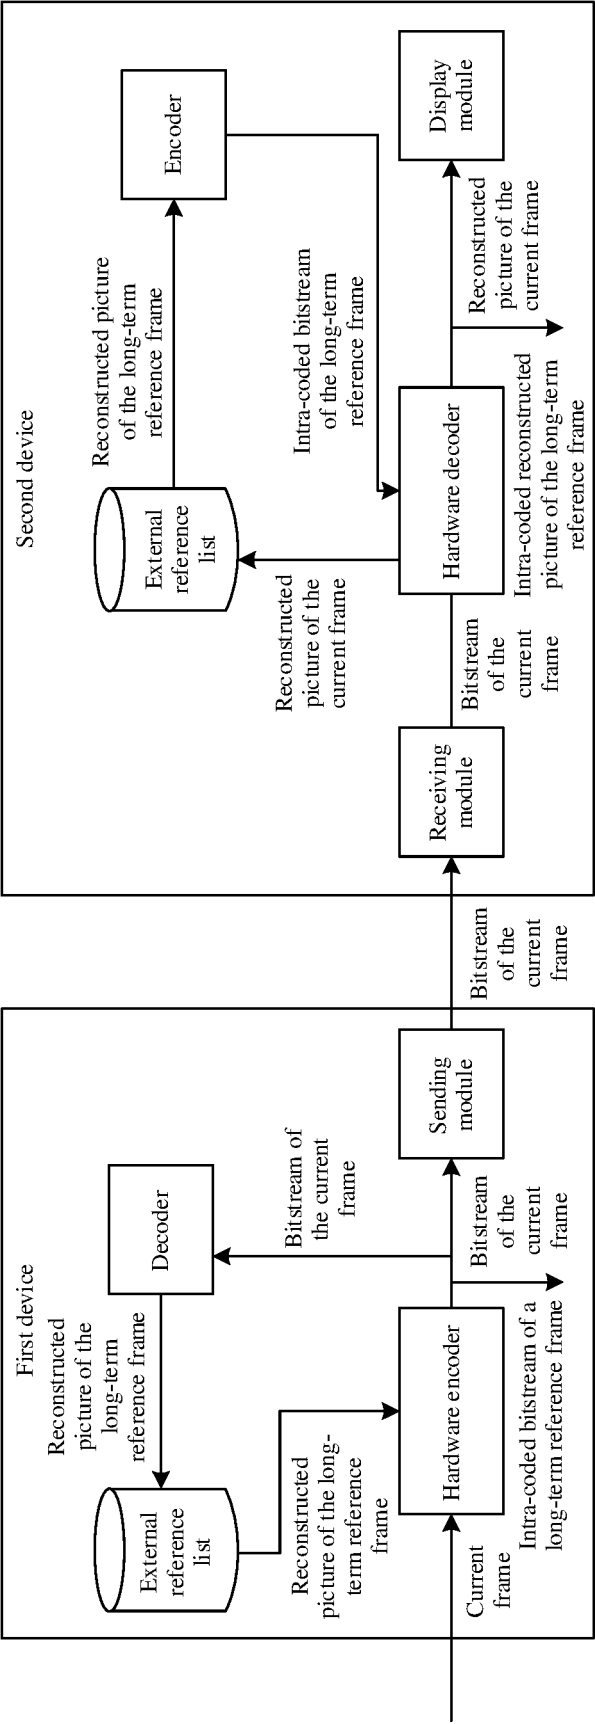 First device
External
reference
list
Reconstructed
picture of the
long-term
reference frame
Decoder
Reconstructed
picture of the long-
term reference
frame
Bitstream of
the current
frame
Current
frame
Hardware encoder
Intra-coded bitstream of a
long-term reference frame
Bitstream
of the
current
frame
Sending
module
Bitstream
of the
current
frame
Second device
External
reference
list
Reconstructed picture
of the long-term
reference frame
Encoder
Reconstructed
picture of the
current frame
Intra-coded bitstream
of the long-term
reference frame
Receiving
module
Bitstream
of the
current
frame
Hardware decoder
Intra-coded reconstructed
picture of the long-term
reference frame
Reconstructed
picture of the
current frame
Display
module